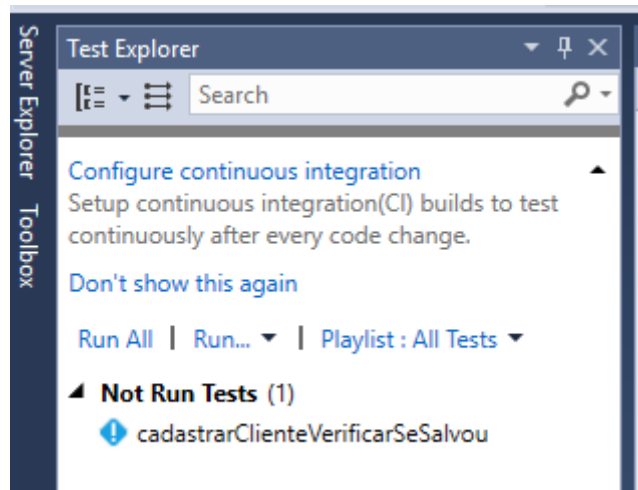 Server Explorer
Toolbox
Test Explorer
Search
Configure continuous integration
Setup continuous integration(CI) builds to test
continuously after every code change.
Don't show this again
Run All | Run... | Playlist : All Tests
Not Run Tests (1)
cadastrarClienteVerificarSeSalvou